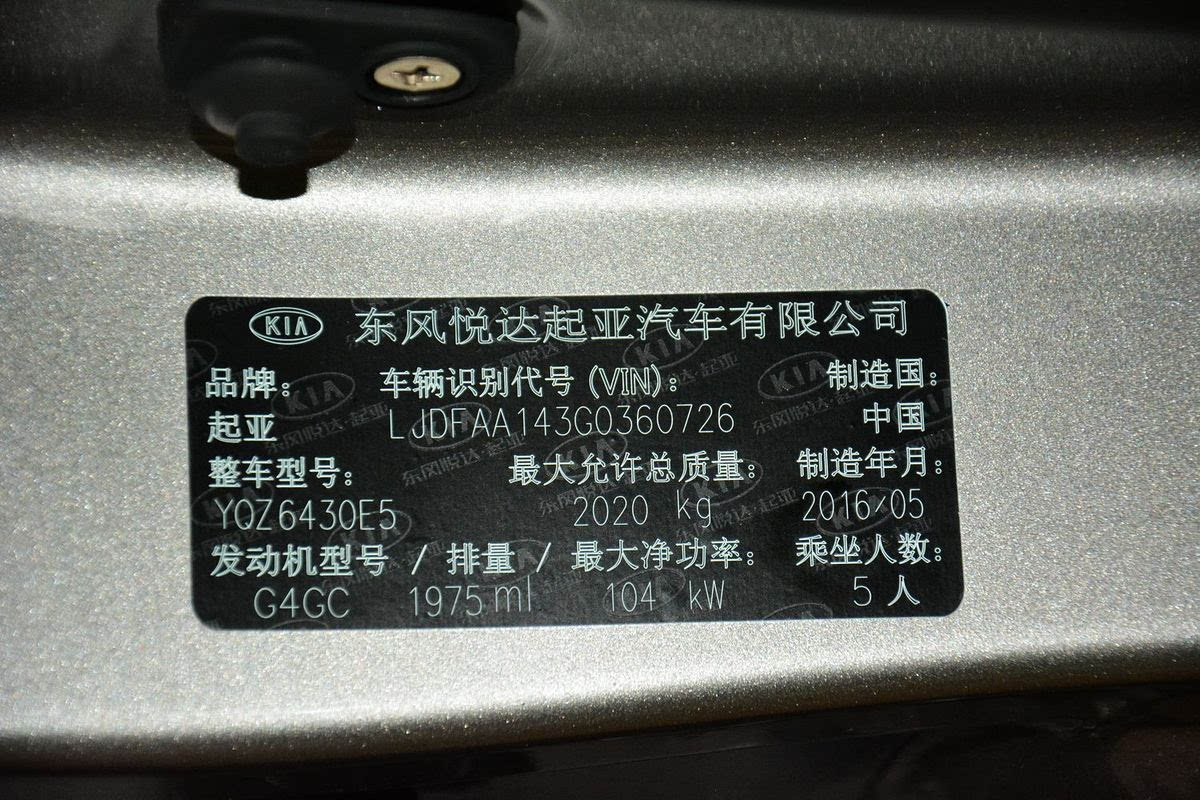 KIA 东风悦达起亚汽车有限公司
品牌: 车辆识别代号(VIN): 制造国:
起亚 LJDFAA143G0360726 中国
整车型号: 最大允许总质量: 制造年月:
YQZ6430E5 2020 kg 2016/05
发动机型号 / 排量 / 最大净功率: 乘坐人数:
G4GC 1975ml 104 kW 5人